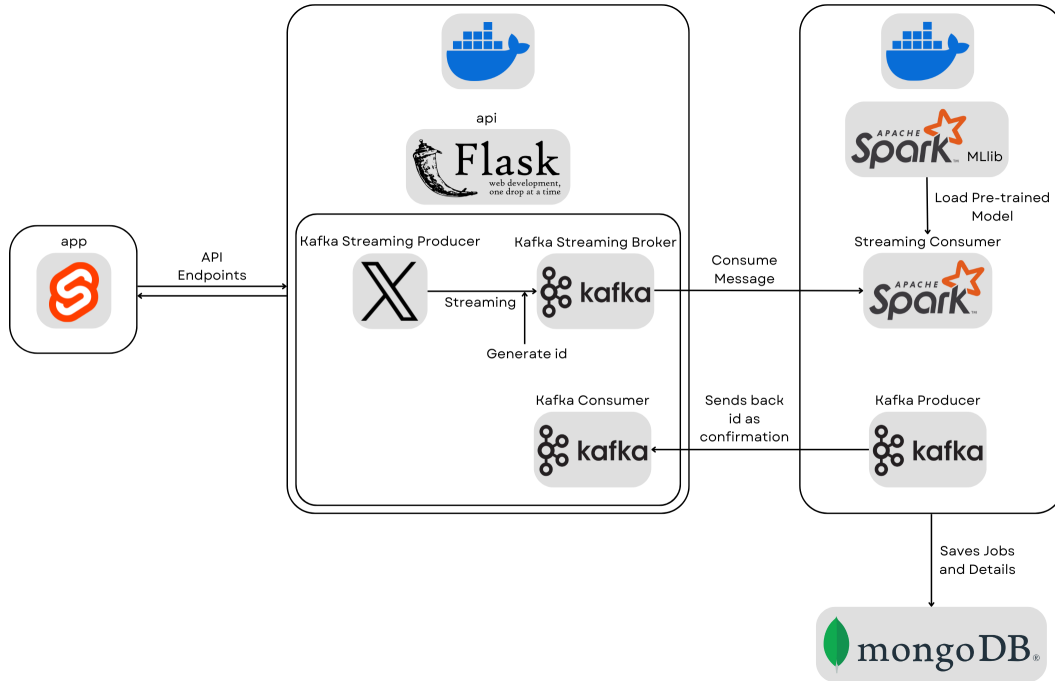 api
Flask
web development,
one drop at a time
APACHE
Spark™
MLlib
Load Pre-trained
Model
app
API
Endpoints
Kafka Streaming Producer
Streaming
Generate id
Kafka Streaming Broker
kafka
Consume
Message
Streaming Consumer
APACHE
Spark™
Kafka Consumer
kafka
Sends back
id as
confirmation
Kafka Producer
kafka
Saves Jobs
and Details
mongoDB®